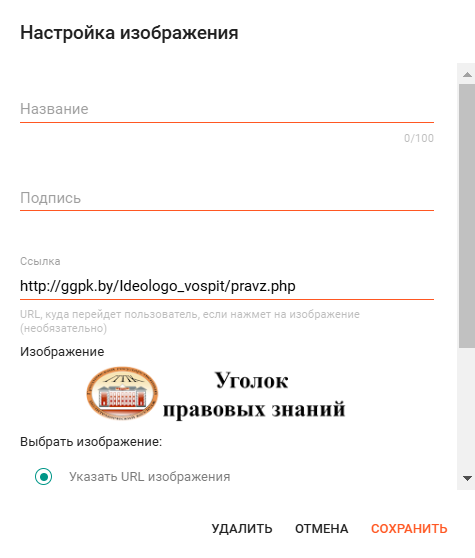 Настройка изображения
Название
0/100
Подпись
Ссылка
http://ggpk.by/Ideologo_vospit/pravz.php
URL, куда перейдет пользователь, если нажмет на изображение
(необязательно)
Изображение
Уголок
правовых знаний
Выбрать изображение:
Указать URL изображения
УДАЛИТЬ ОТМЕНА СОХРАНИТЬ